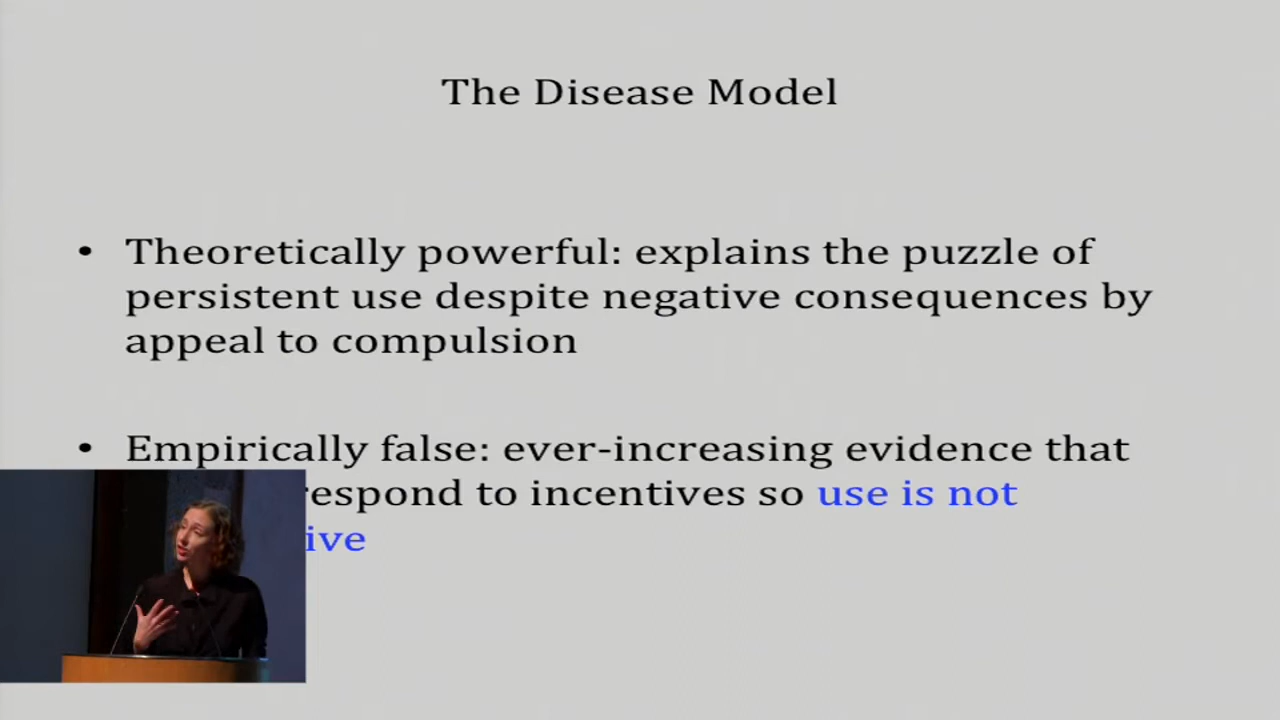 The Disease Model
• Theoretically powerful: explains the puzzle of
persistent use despite negative consequences by
appeal to compulsion
• Empirically false: ever-increasing evidence that
respond to incentives so use is not
ive